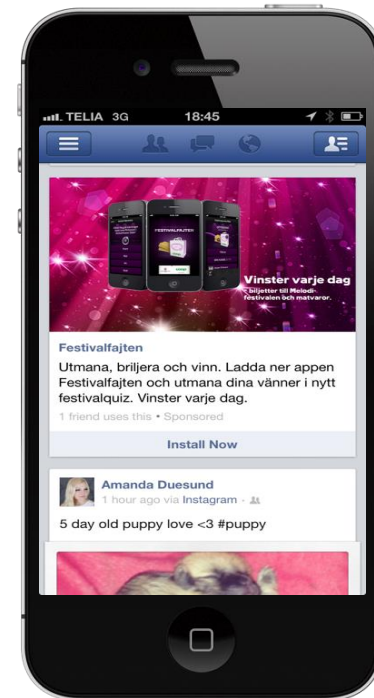 TELIA 3G 18:45
FESTIVALFAJTEN
Vinster varje dag
- biljetter till Melodi-
festivalen och matvaror.
Festivalfajten
Utmana, briljera och vinn. Ladda ner appen
Festivalfajten och utmana dina vänner i nytt
festivalquiz. Vinster varje dag.
1 friend uses this • Sponsored
Install Now
Amanda Duesund
1 hour ago via Instagram -
5 day old puppy love <3 #puppy